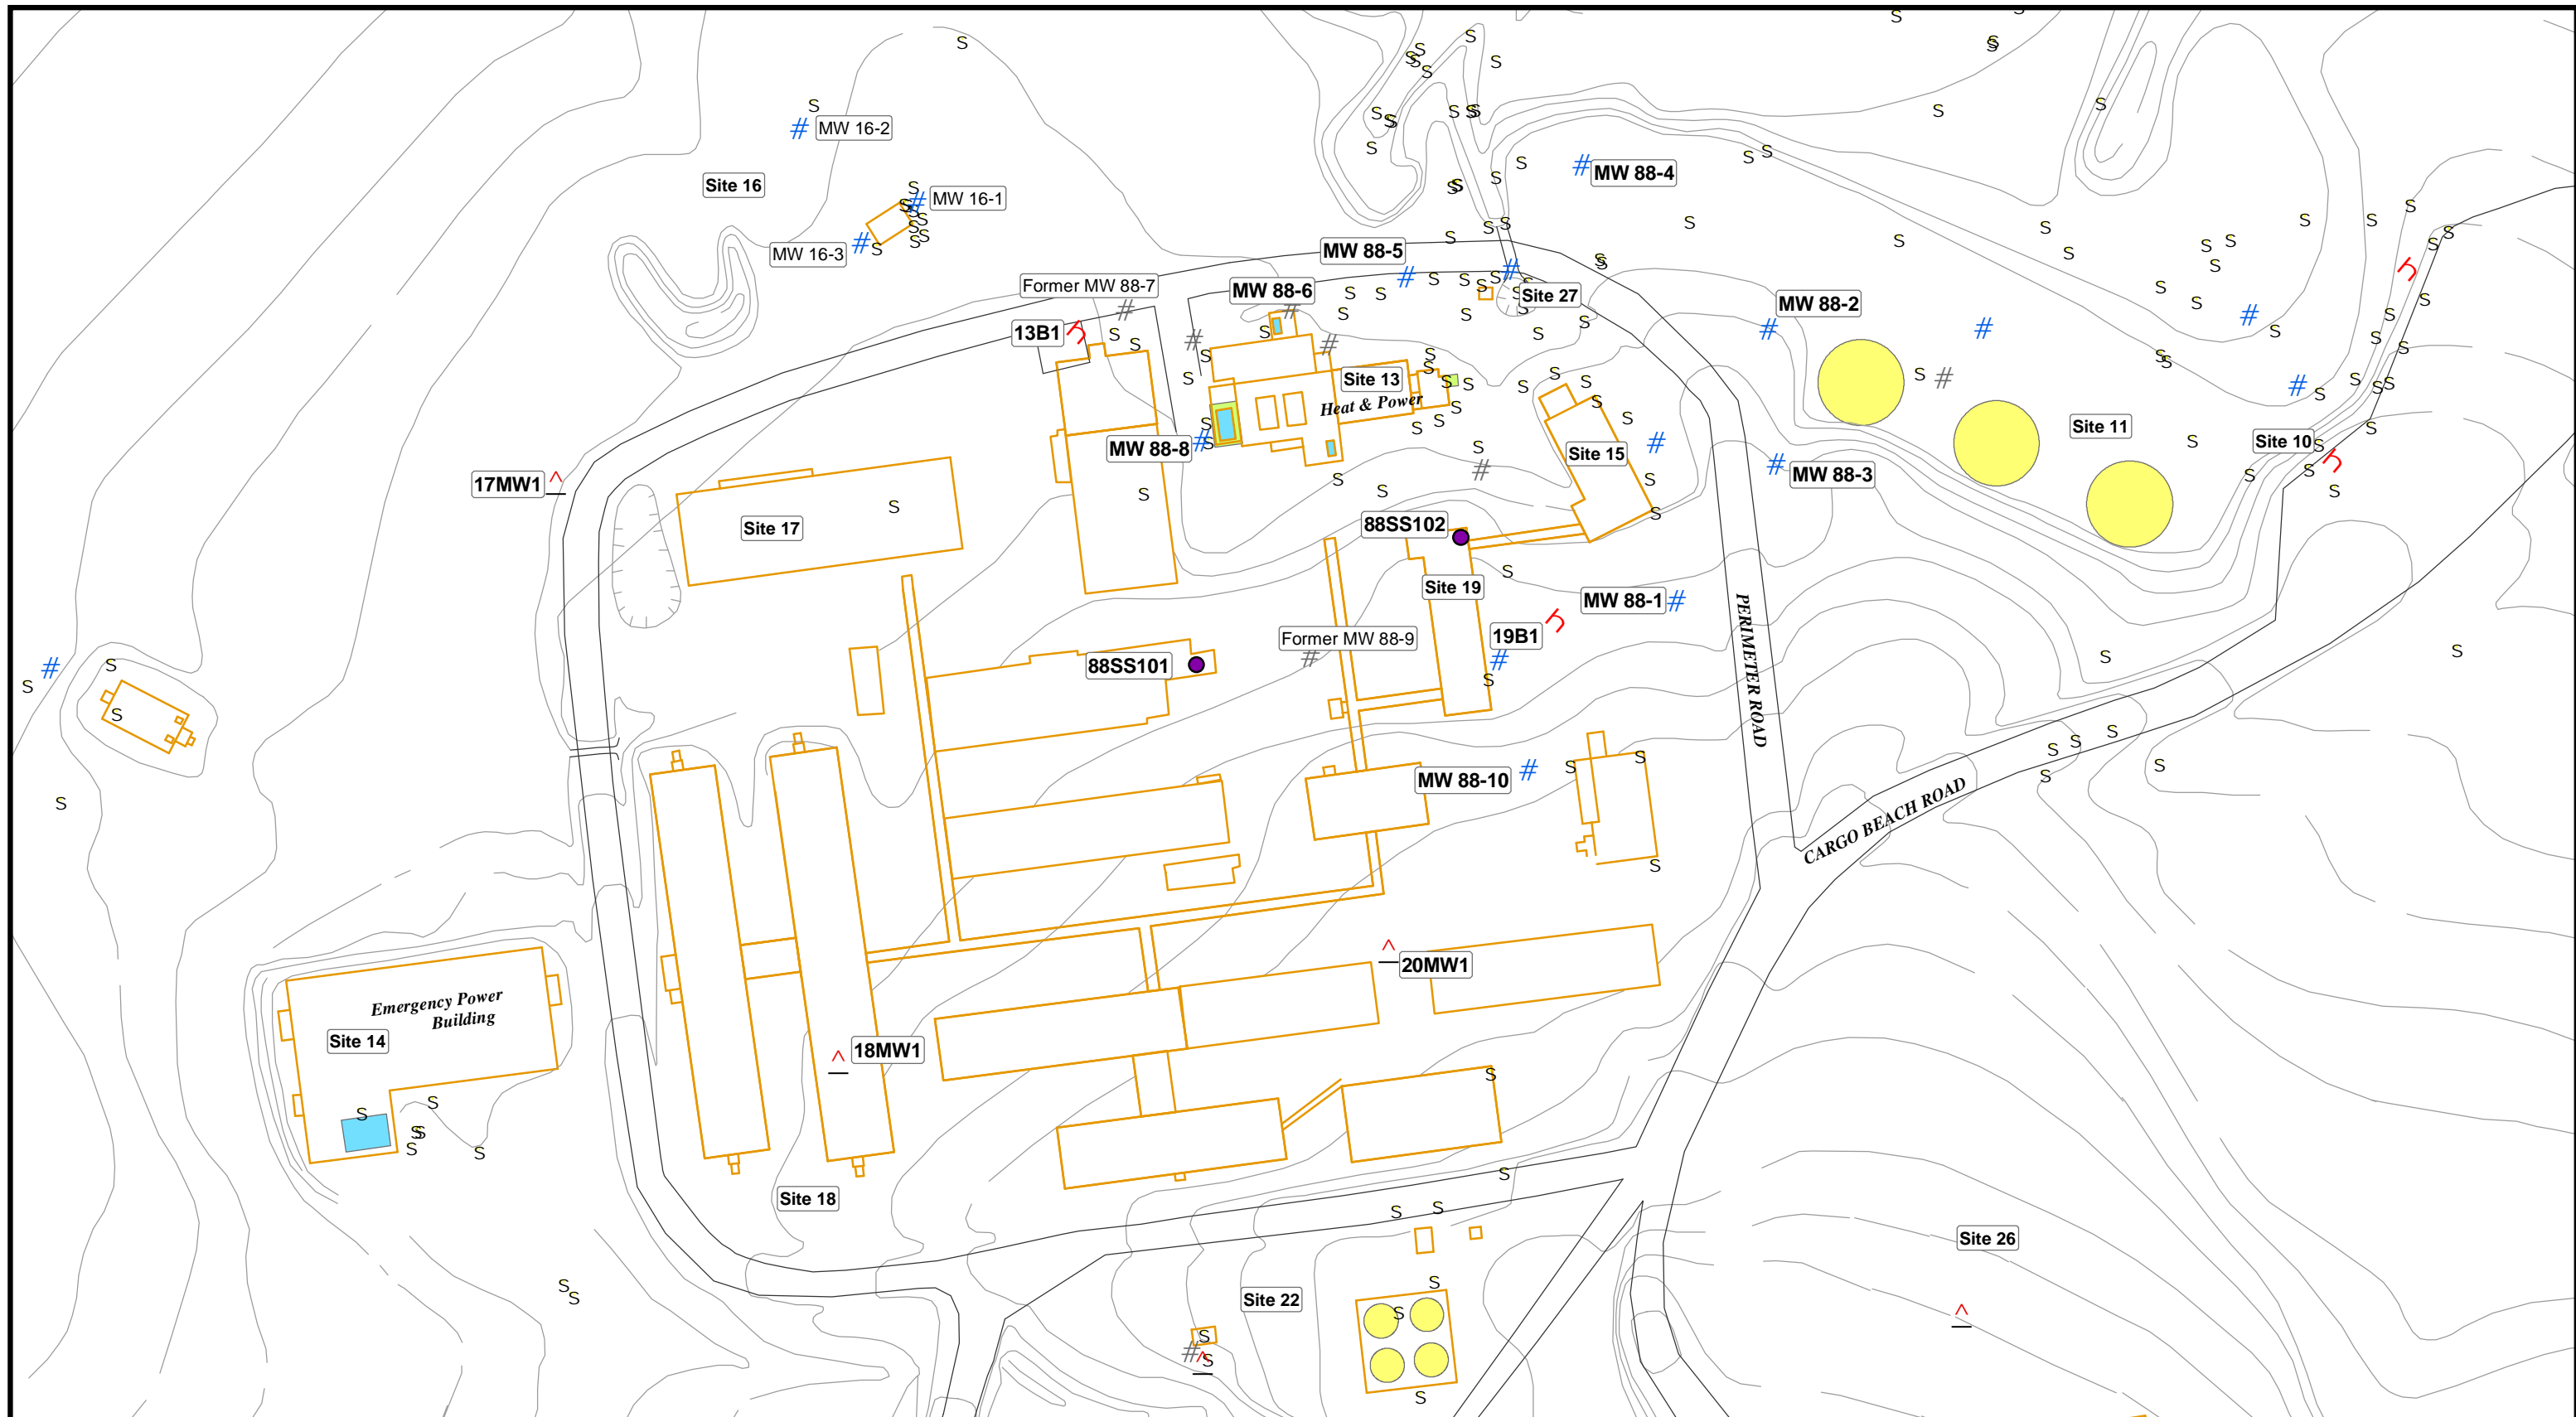 MW 16-2
Site 16
MW 16-1
MW 16-3
MW 88-4
MW 88-5
Former MW 88-7
MW 88-6
Site 27
MW 88-2
13B1
Site 13
Heat & Power
Site 11
Site 10
MW 88-8
Site 15
MW 88-3
17MW1
Site 17
88SS102
Site 19
MW 88-1
19B1
Former MW 88-9
88SS101
PERIMETER ROAD
MW 88-10
CARGO BEACH ROAD
20MW1
Emergency Power
Building
Site 14
18MW1
Site 18
Site 26
Site 22